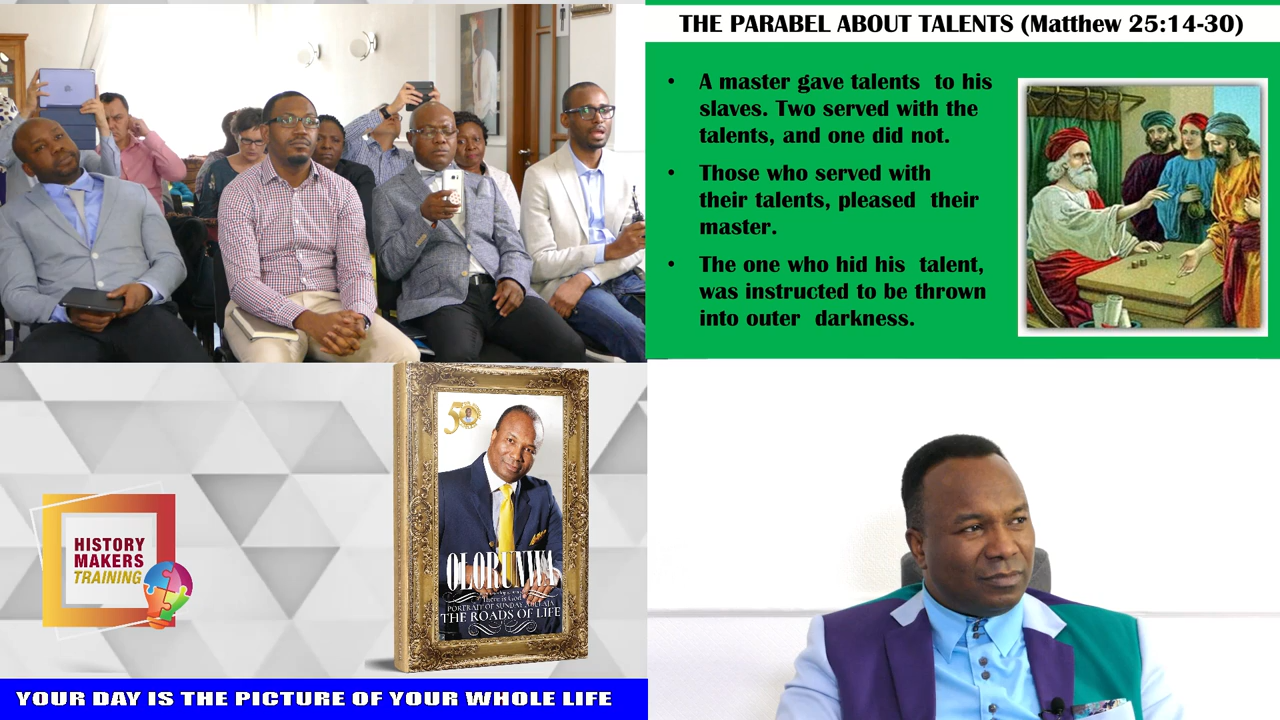 THE PARABEL ABOUT TALENTS (Matthew 25:14-30)
• A master gave talents to his
slaves. Two served with the
talents, and one did not.
• Those who served with
their talents, pleased their
master.
• The one who hid his talent,
was instructed to be thrown
into outer darkness.
HISTORY
MAKERS
TRAINING
50
OLORUNWA
There is God
PORTRAIT OF SUNDAY ADELAJA
THE ROADS OF LIFE
YOUR DAY IS THE PICTURE OF YOUR WHOLE LIFE